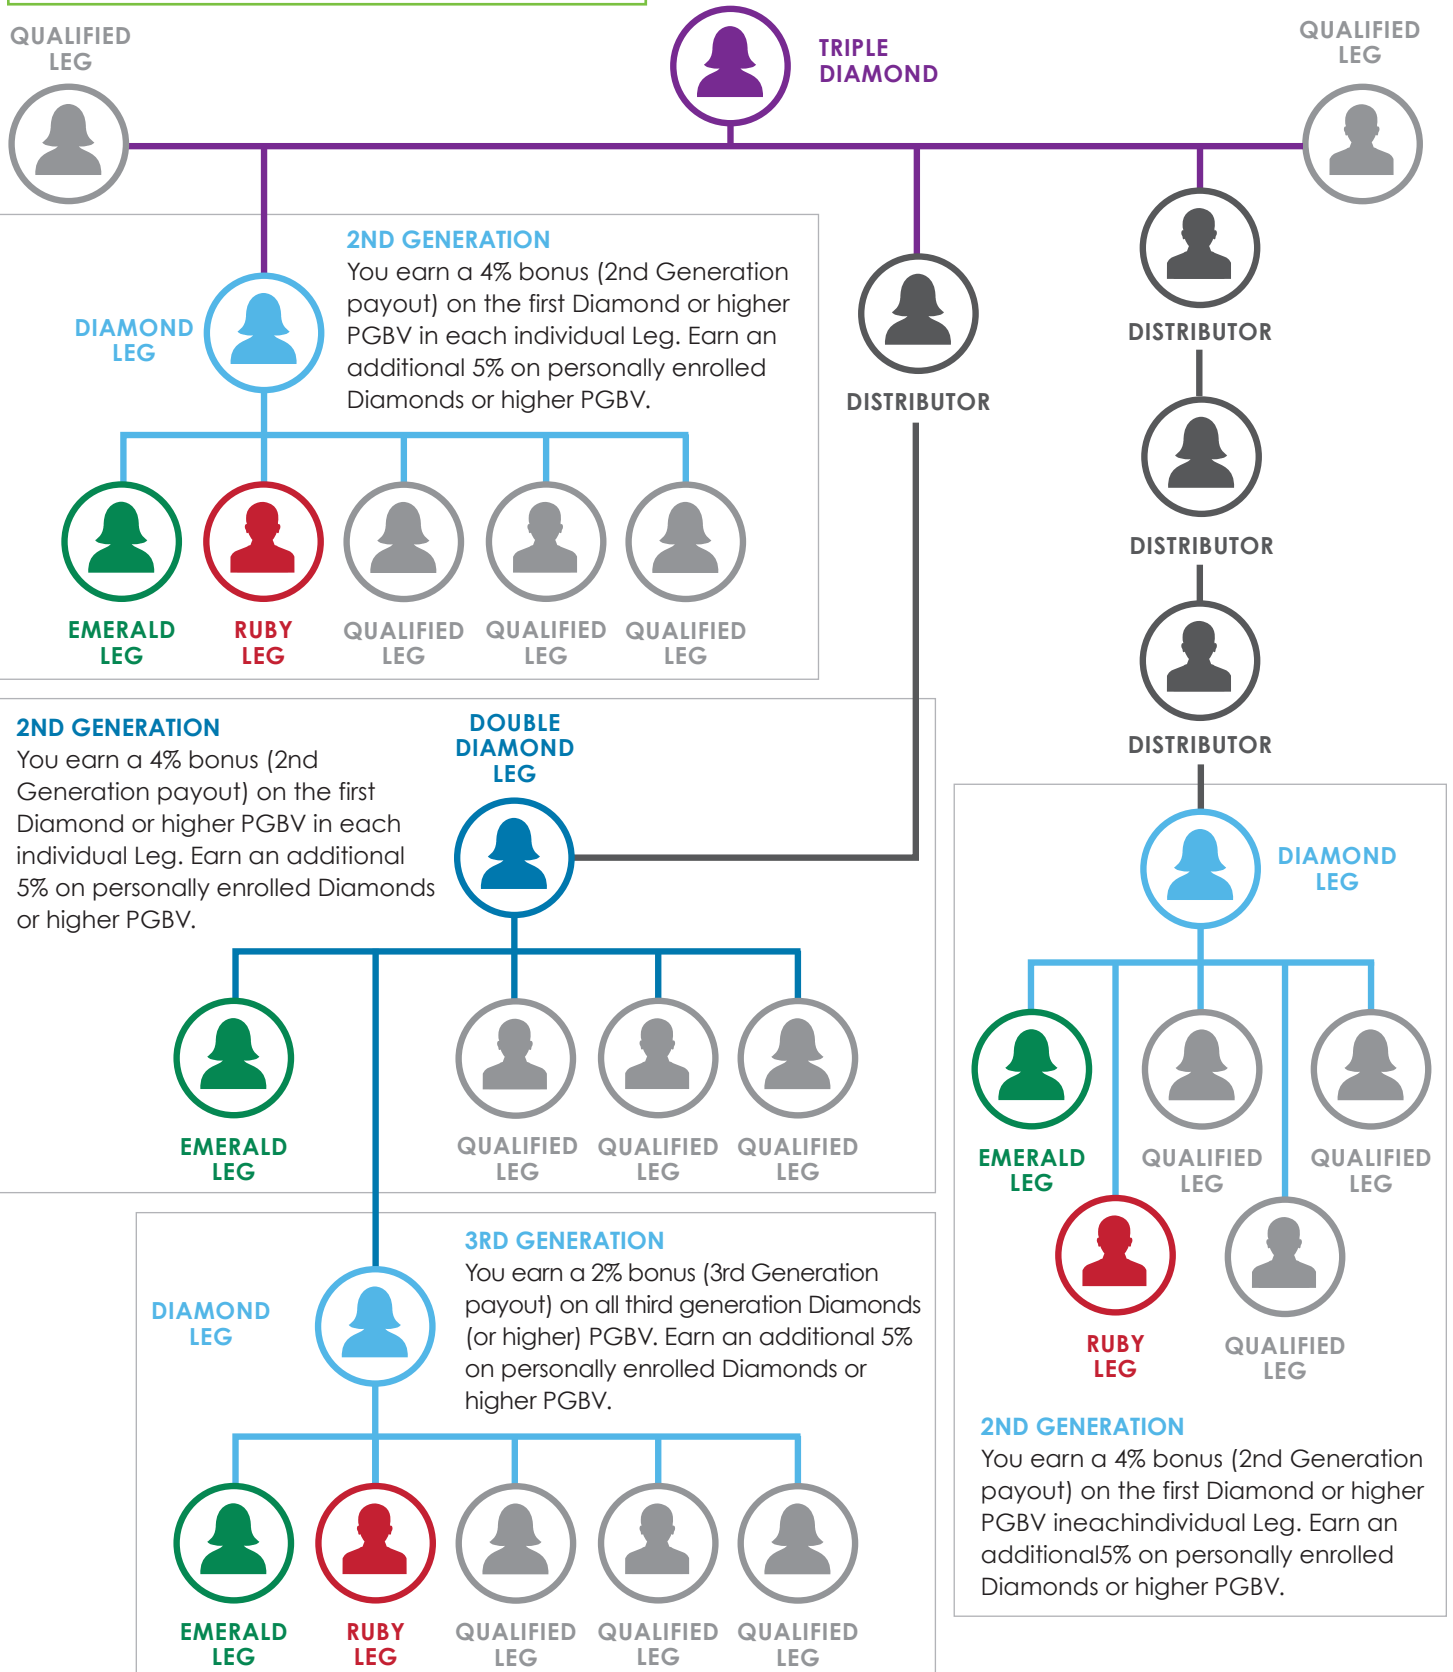 QUALIFIED
LEG
TRIPLE
DIAMOND
QUALIFIED
LEG
2ND GENERATION
You earn a 4% bonus (2nd Generation
payout) on the first Diamond or higher
PGBV in each individual Leg. Earn an
additional 5% on personally enrolled
Diamonds or higher PGBV.
DIAMOND
LEG
DISTRIBUTOR
DISTRIBUTOR
DISTRIBUTOR
DISTRIBUTOR
EMERALD
LEG
RUBY
LEG
QUALIFIED
LEG
QUALIFIED
LEG
QUALIFIED
LEG
2ND GENERATION
You earn a 4% bonus (2nd
Generation payout) on the first
Diamond or higher PGBV in each
individual Leg. Earn an additional
5% on personally enrolled Diamonds
or higher PGBV.
DOUBLE
DIAMOND
LEG
EMERALD
LEG
QUALIFIED
LEG
QUALIFIED
LEG
QUALIFIED
LEG
DIAMOND
LEG
3RD GENERATION
You earn a 2% bonus (3rd Generation
payout) on all third generation Diamonds
(or higher) PGBV. Earn an additional 5%
on personally enrolled Diamonds or
higher PGBV.
EMERALD
LEG
RUBY
LEG
QUALIFIED
LEG
QUALIFIED
LEG
QUALIFIED
LEG
DIAMOND
LEG
EMERALD
LEG
QUALIFIED
LEG
QUALIFIED
LEG
RUBY
LEG
QUALIFIED
LEG
2ND GENERATION
You earn a 4% bonus (2nd Generation
payout) on the first Diamond or higher
PGBV ineachindividual Leg. Earn an
additional5% on personally enrolled
Diamonds or higher PGBV.